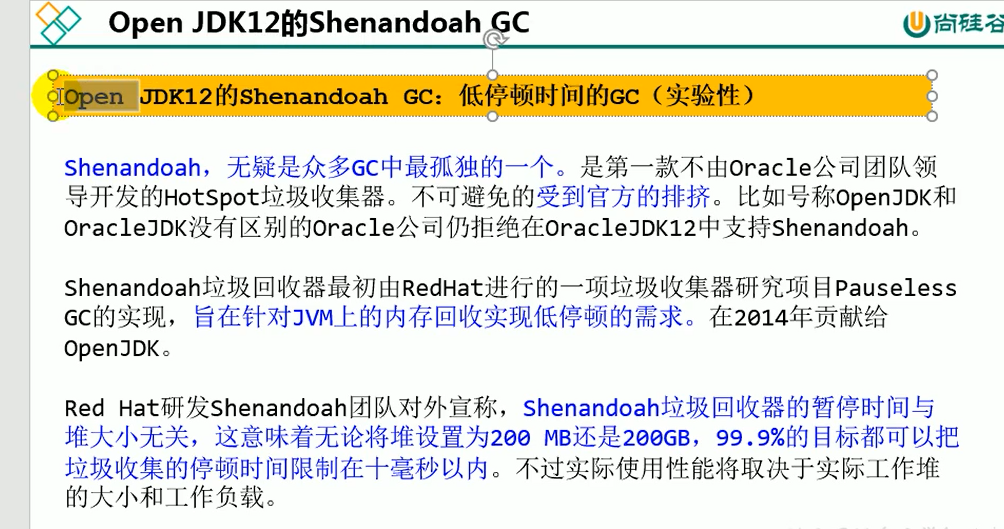 Open JDK12的Shenandoah GC
尚硅谷
Open JDK12的Shenandoah GC：低停顿时间的GC（实验性）
Shenandoah，无疑是众多GC中最孤独的一个。是第一款不由Oracle公司团队领
导开发的HotSpot垃圾收集器。不可避免的受到官方的排挤。比如号称OpenJDK和
OracleJDK没有区别的Oracle公司仍拒绝在OracleJDK12中支持Shenandoah。
Shenandoah垃圾回收器最初由RedHat进行的一项垃圾收集器研究项目Pauseless
GC的实现，旨在针对JVM上的内存回收实现低停顿的需求。在2014年贡献给
OpenJDK。
Red Hat研发Shenandoah团队对外宣称，Shenandoah垃圾回收器的暂停时间与
堆大小无关，这意味着无论将堆设置为200 MB还是200GB，99.9%的目标都可以把
垃圾收集的停顿时间限制在十毫秒以内。不过实际使用性能将取决于实际工作堆
的大小和工作负载。